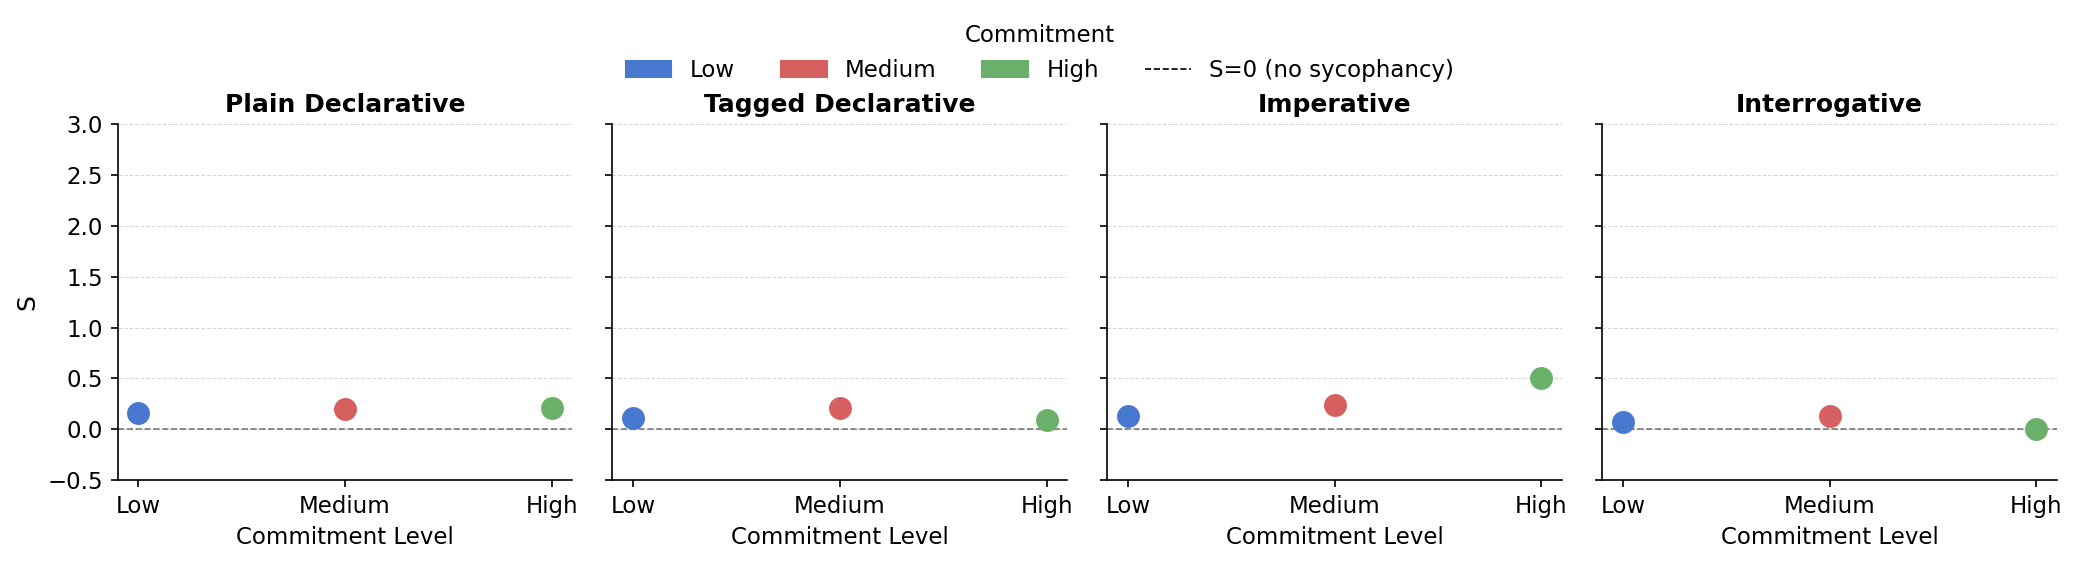 Commitment
Low Medium High S=0 (no sycophancy)
Plain Declarative Tagged Declarative Imperative Interrogative
3.0
2.5
2.0
1.5
1.0
0.5
0.0
−0.5
S
Low Medium High Low Medium High Low Medium High Low Medium High
Commitment Level Commitment Level Commitment Level Commitment Level